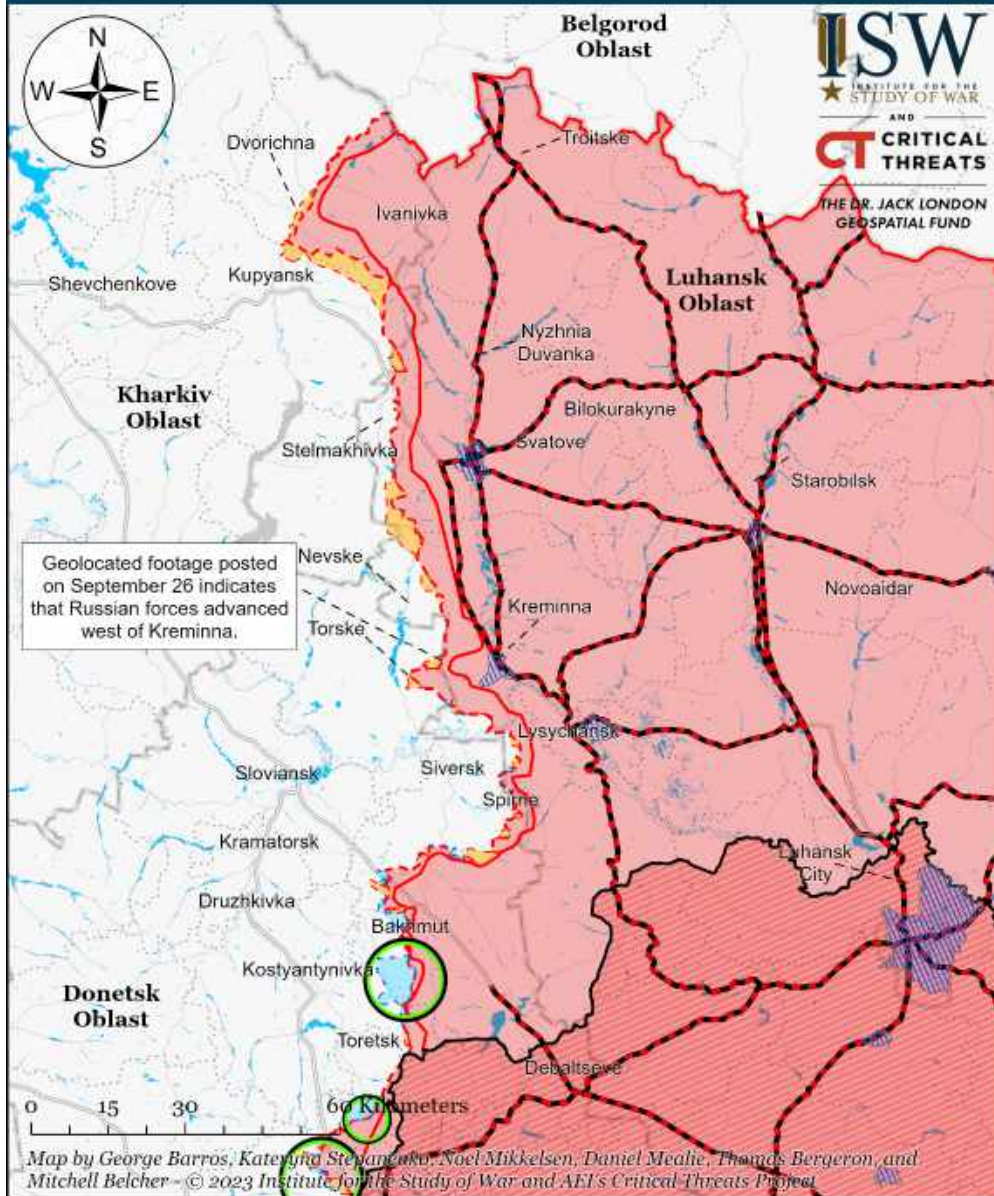 Belgorod
Oblast
ISW
INSTITUTE FOR THE
STUDY OF WAR
AND
CT CRITICAL
THREATS
THE DR. JACK LONDON
GEOSPATIAL FUND
N
W E
S
Dvorichna
Troitske
Ivanivka
Shevchenkove
Kupyansk
Luhansk
Oblast
Nyzhnia
Duvanka
Kharkiv
Oblast
Bilokurakyne
Svatove
Stelmakhivka
Starobilsk
Geolocated footage posted
on September 26 indicates
that Russian forces advanced
west of Kreminna.
Nevske
Novoaidar
Kreminna
Torske
Lysychansk
Siversk
Sloviansk
Spirne
Kramatorsk
Luhansk
City
Druzhkivka
Bakhmut
Kostyantynivka
Donetsk
Oblast
Toretsk
Debaltseve
0 15 30 60 Kilometers
Map by George Barros, Kateryna Stepanenko, Noel Mikkelsen, Daniel Mealie, Thomas Bergeron, and
Mitchell Belcher - © 2023 Institute for the Study of War and AEI's Critical Threats Project